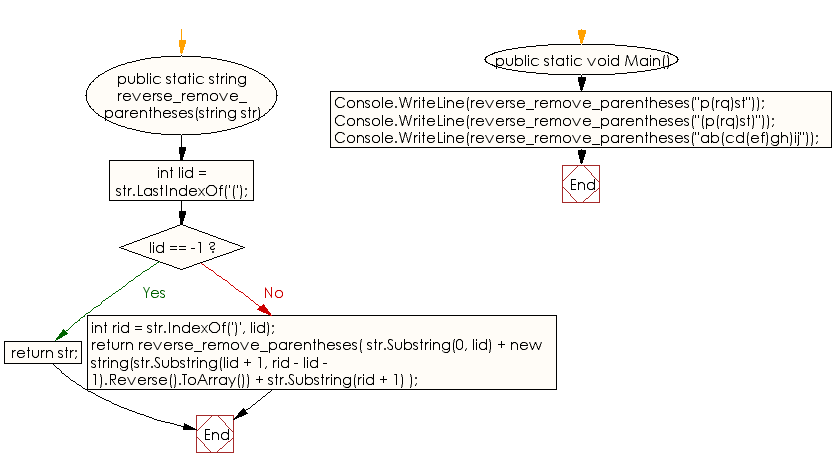 public static string
reverse_remove_
parentheses(string str)
int lid =
str.LastIndexOf('(');
lid == -1 ?
Yes
No
return str;
int rid = str.IndexOf(')', lid);
return reverse_remove_parentheses( str.Substring(0, lid) + new
string(str.Substring(lid + 1, rid - lid -
1).Reverse().ToArray()) + str.Substring(rid + 1) );
End
public static void Main()
Console.WriteLine(reverse_remove_parentheses("p(rq)st"));
Console.WriteLine(reverse_remove_parentheses("(p(rq)st)"));
Console.WriteLine(reverse_remove_parentheses("ab(cd(ef)gh)ij"));
End